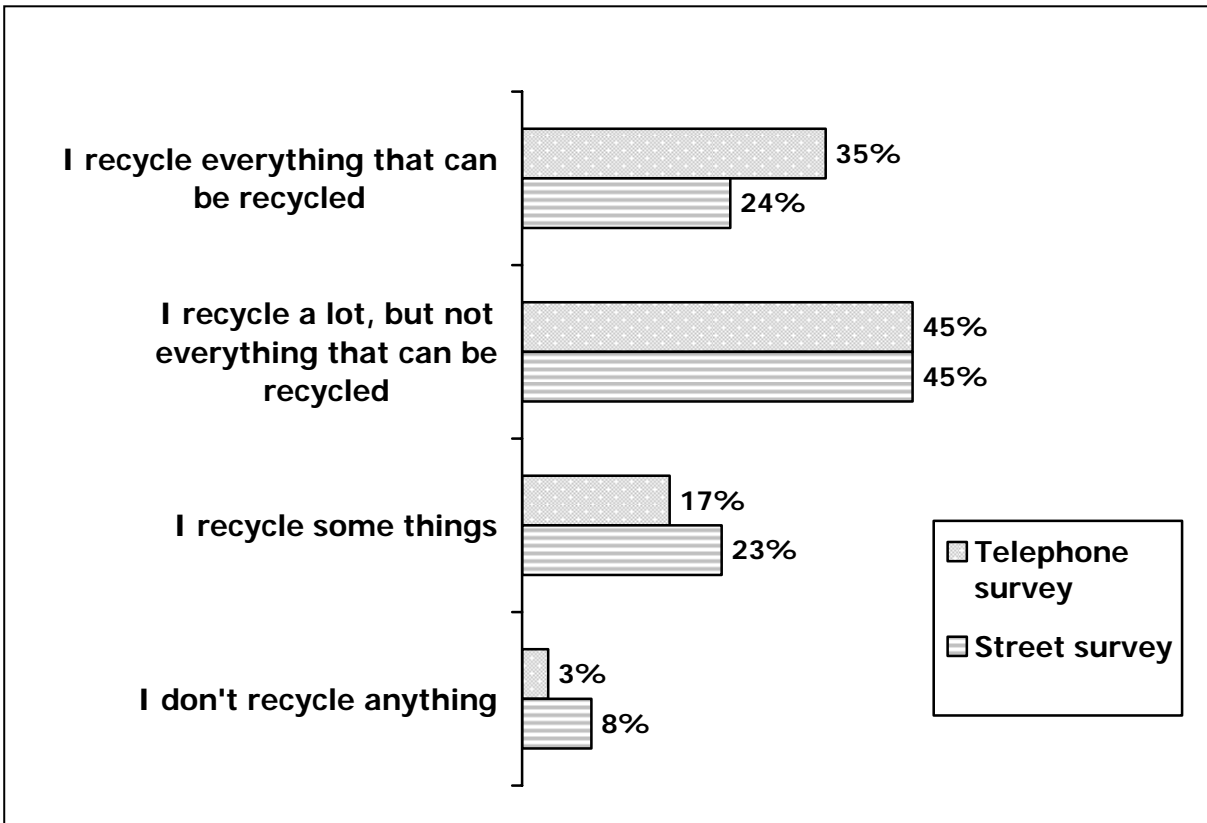 I recycle everything that can
be recycled
35%
24%
I recycle a lot, but not
everything that can be
recycled
45%
45%
I recycle some things
17%
23%
I don't recycle anything
3%
8%
Telephone
survey
Street survey